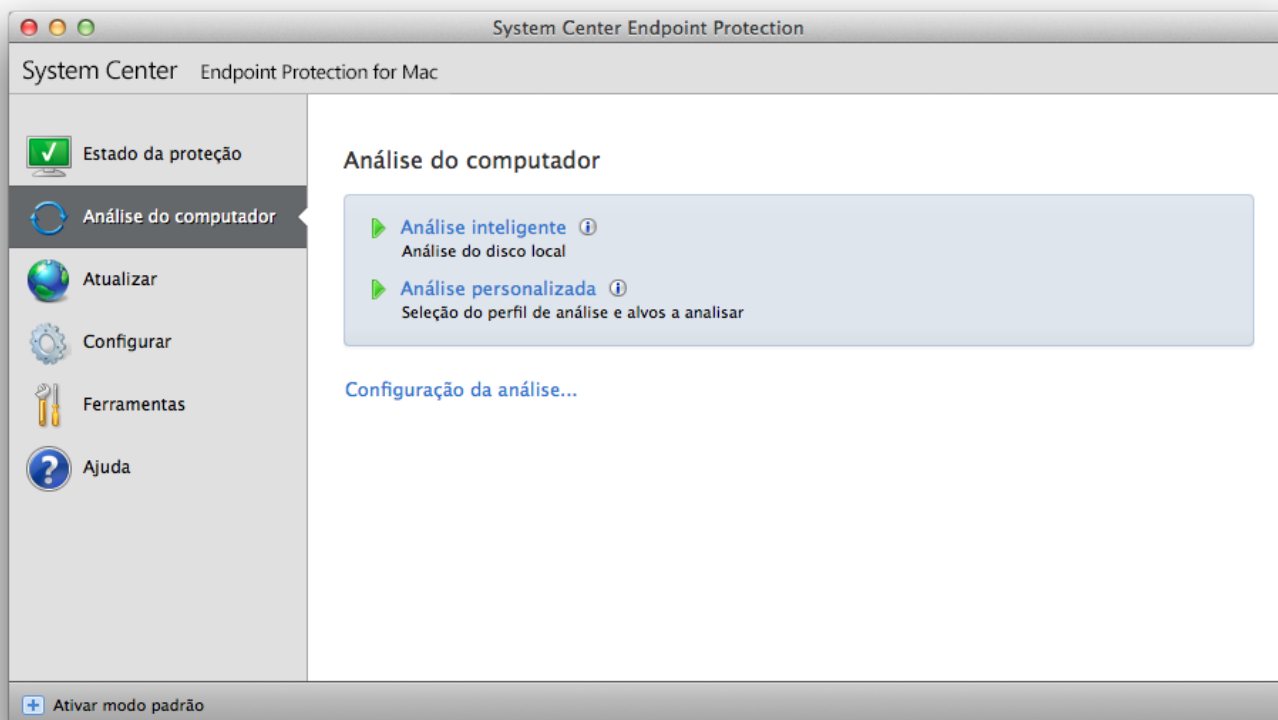 System Center Endpoint Protection
System Center Endpoint Protection for Mac
Estado da proteção
Análise do computador
Atualizar
Configurar
Ferramentas
Ajuda
Análise do computador
Análise inteligente
Análise do disco local
Análise personalizada
Seleção do perfil de análise e alvos a analisar
Configuração da análise...
Ativar modo padrão